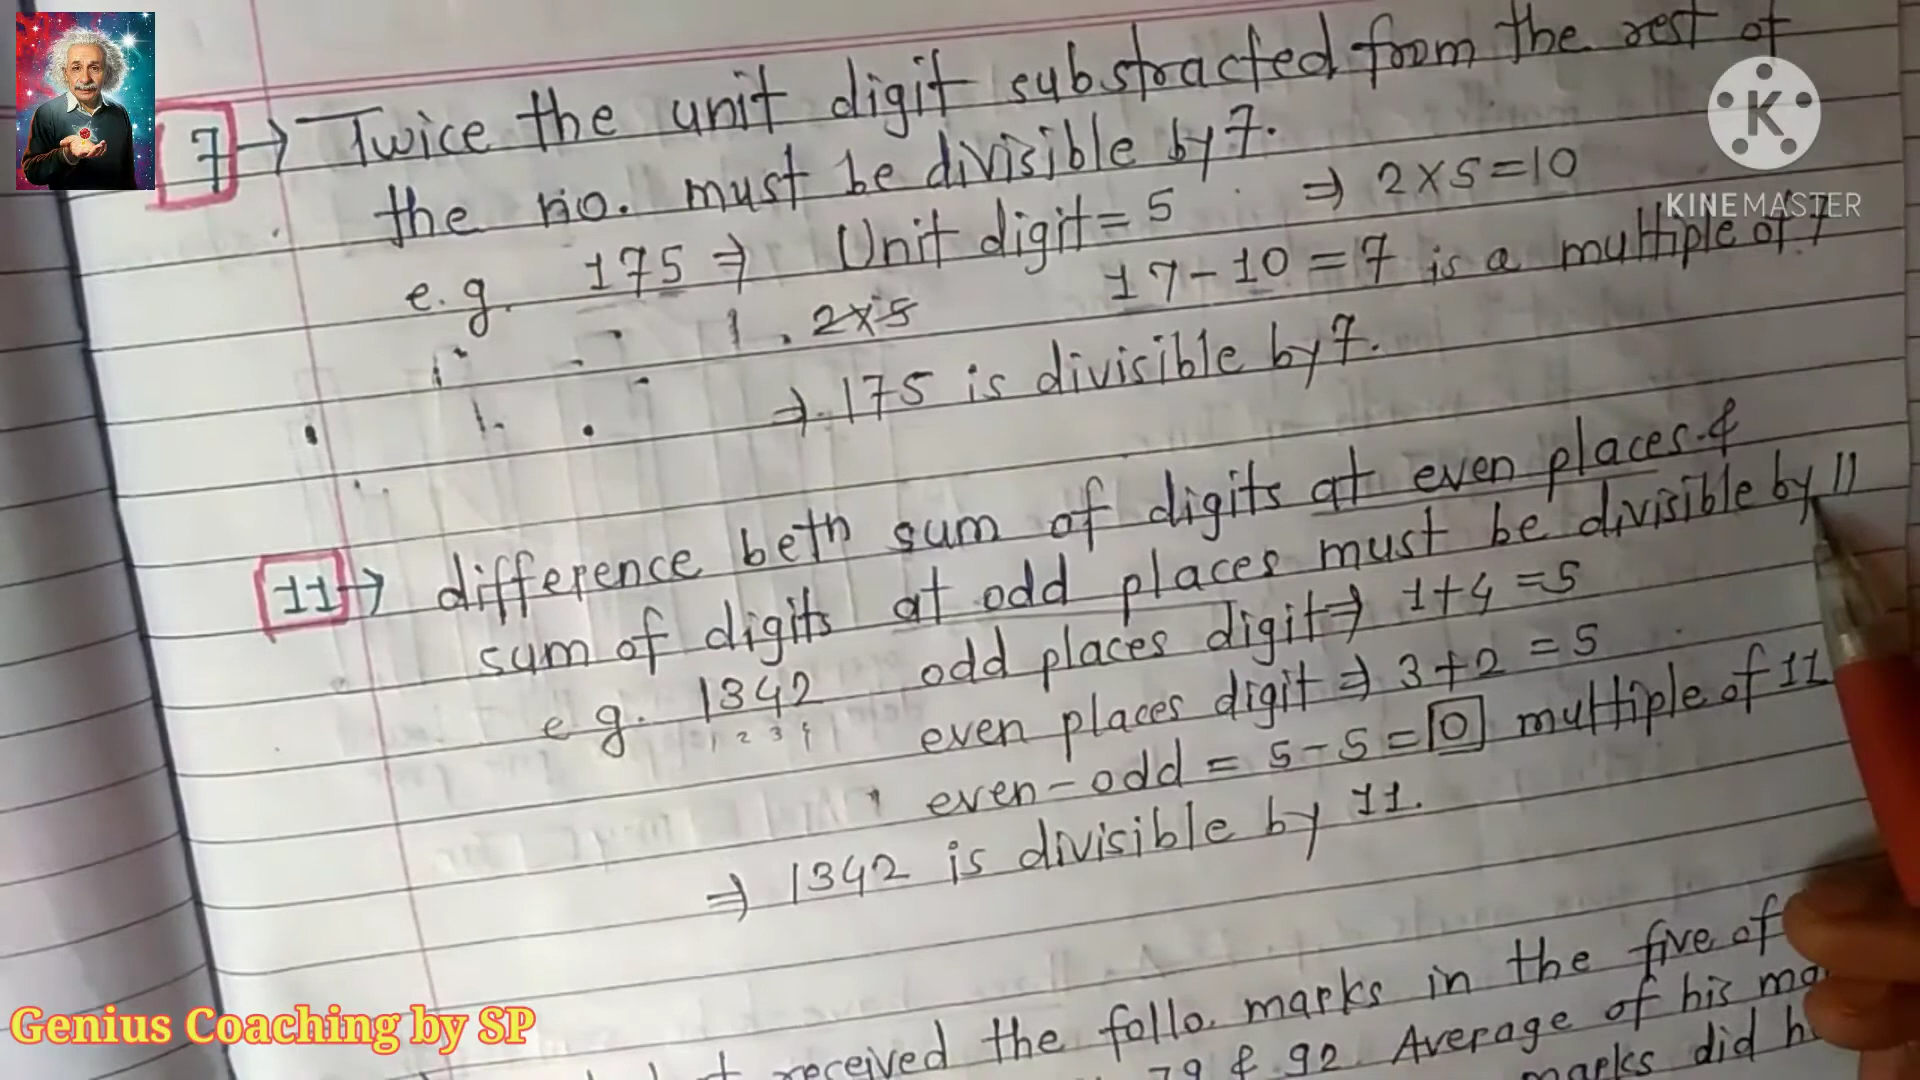 7 → Twice the unit digit substracted from the rest of
the no. must be divisible by 7.
e.g. 175 ⇒ Unit digit = 5 ⇒ 2×5=10
2×5 17-10 = 7 is a multiple of 7
⇒ 175 is divisible by 7.
11 → difference betn sum of digits at even places &
sum of digits at odd places must be divisible by 11
e.g. 1342 odd places digit ⇒ 1+4 = 5
1 2 3 4 even places digit ⇒ 3+2 = 5
even-odd = 5-5 = 0 multiple of 11
⇒ 1342 is divisible by 11.
received the follo. marks in the five of
79 & 92 Average of his
marks did
K
KINEMASTER
Genius Coaching by SP